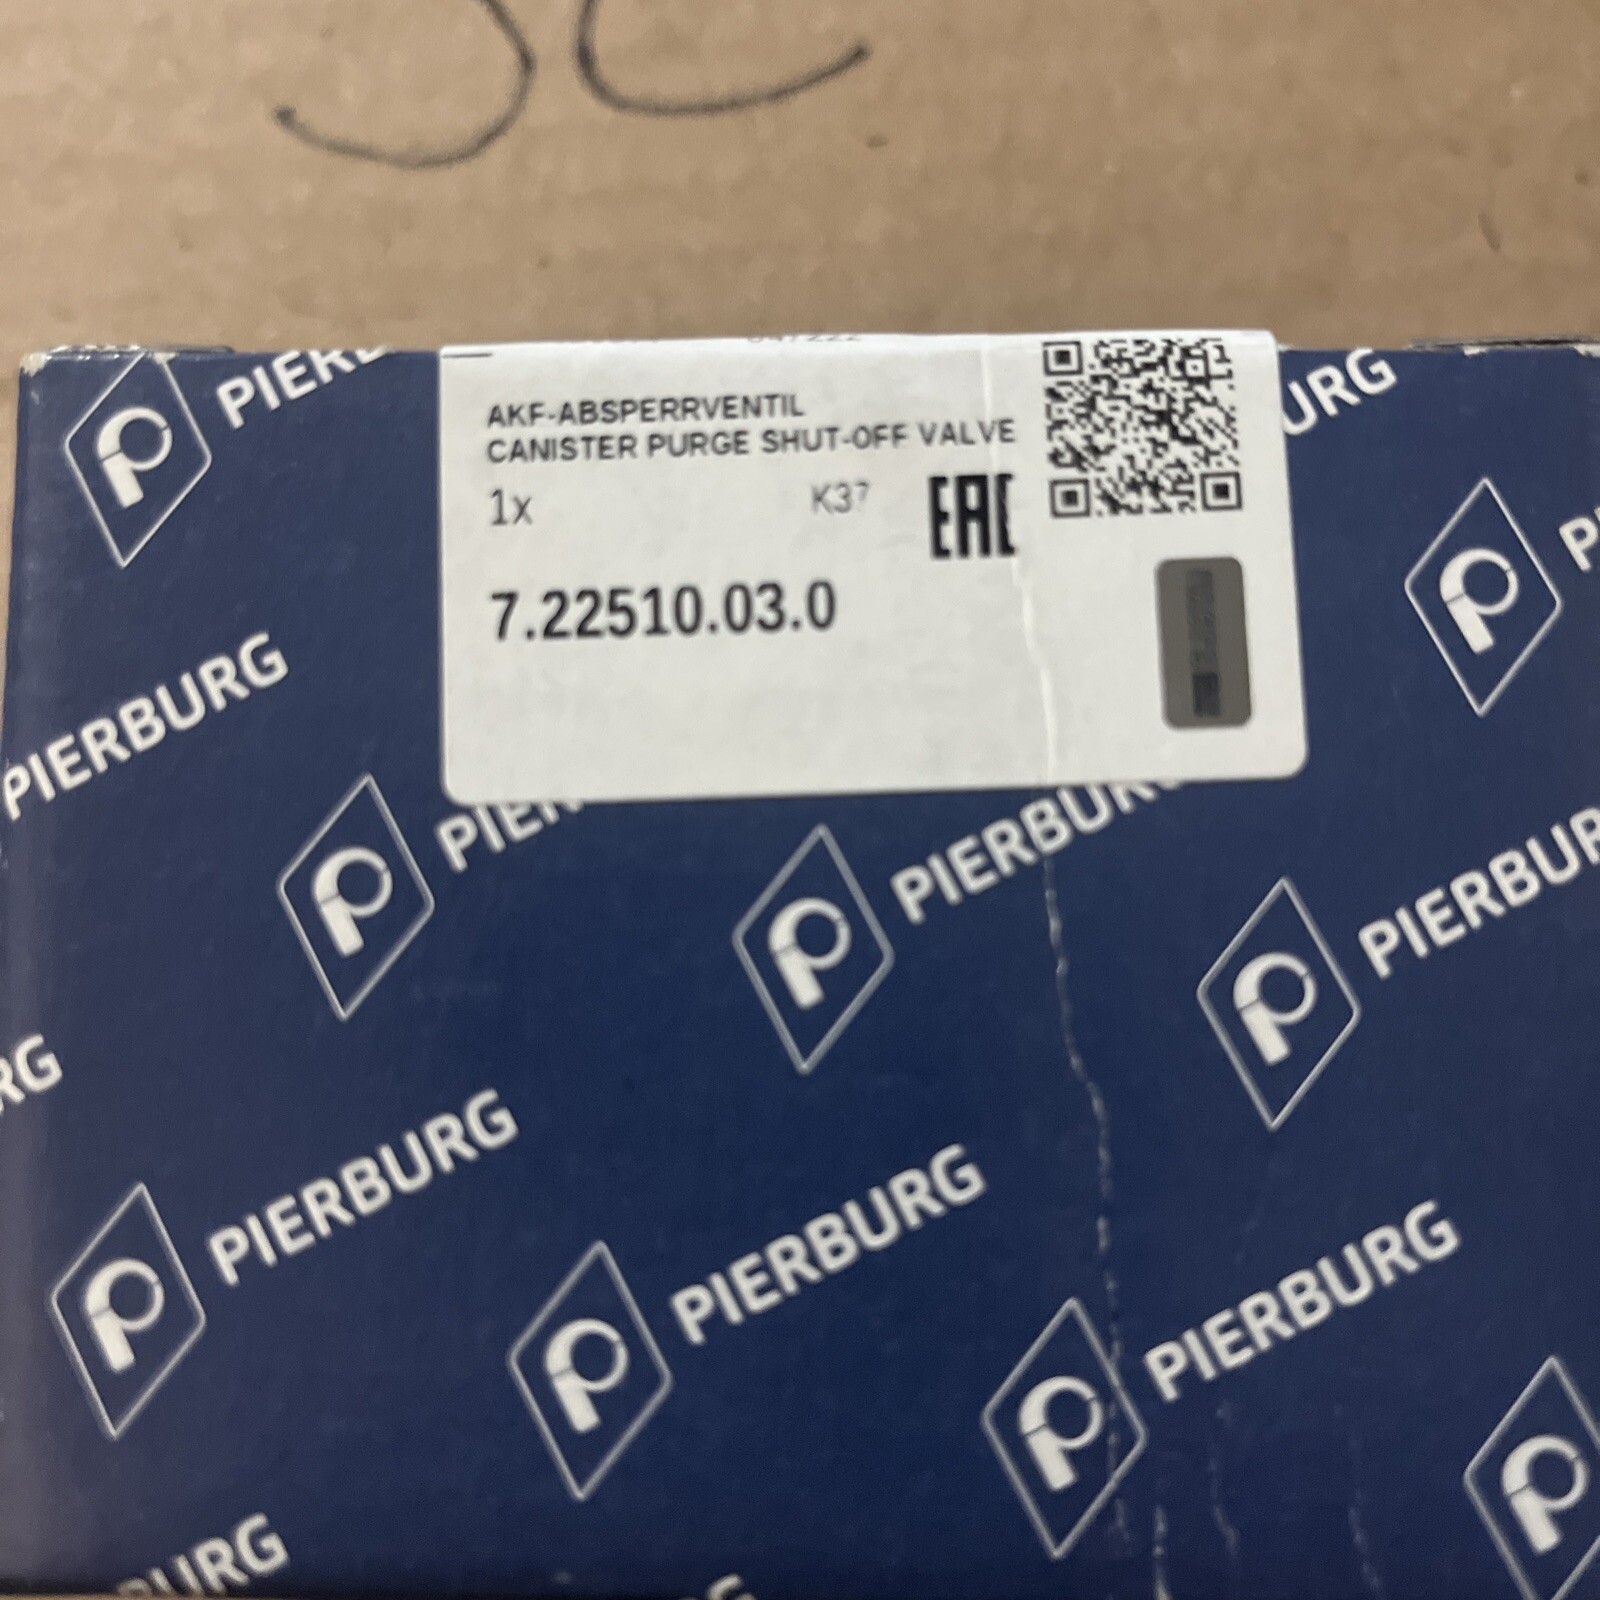 PIERBURG
AKF-ABSPERRVENTIL
CANISTER PURGE SHUT-OFF VALVE
1x K37 EAC
7.22510.03.0
PIERBURG
PIERBURG
PIERBURG
PIERBURG
PIERBURG
PIERBURG
PIERBURG